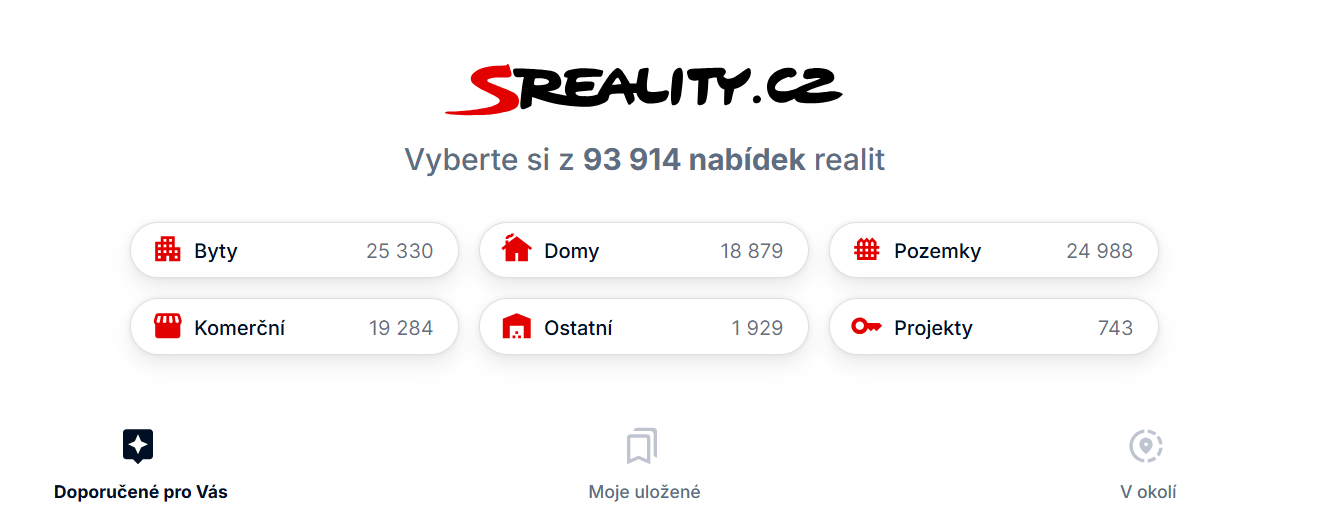 SREALITY.CZ
Vyberte si z 93 914 nabídek realit
Byty 25 330
Domy 18 879
Pozemky 24 988
Komerční 19 284
Ostatní 1 929
Projekty 743
Doporučené pro Vás
Moje uložené
V okolí